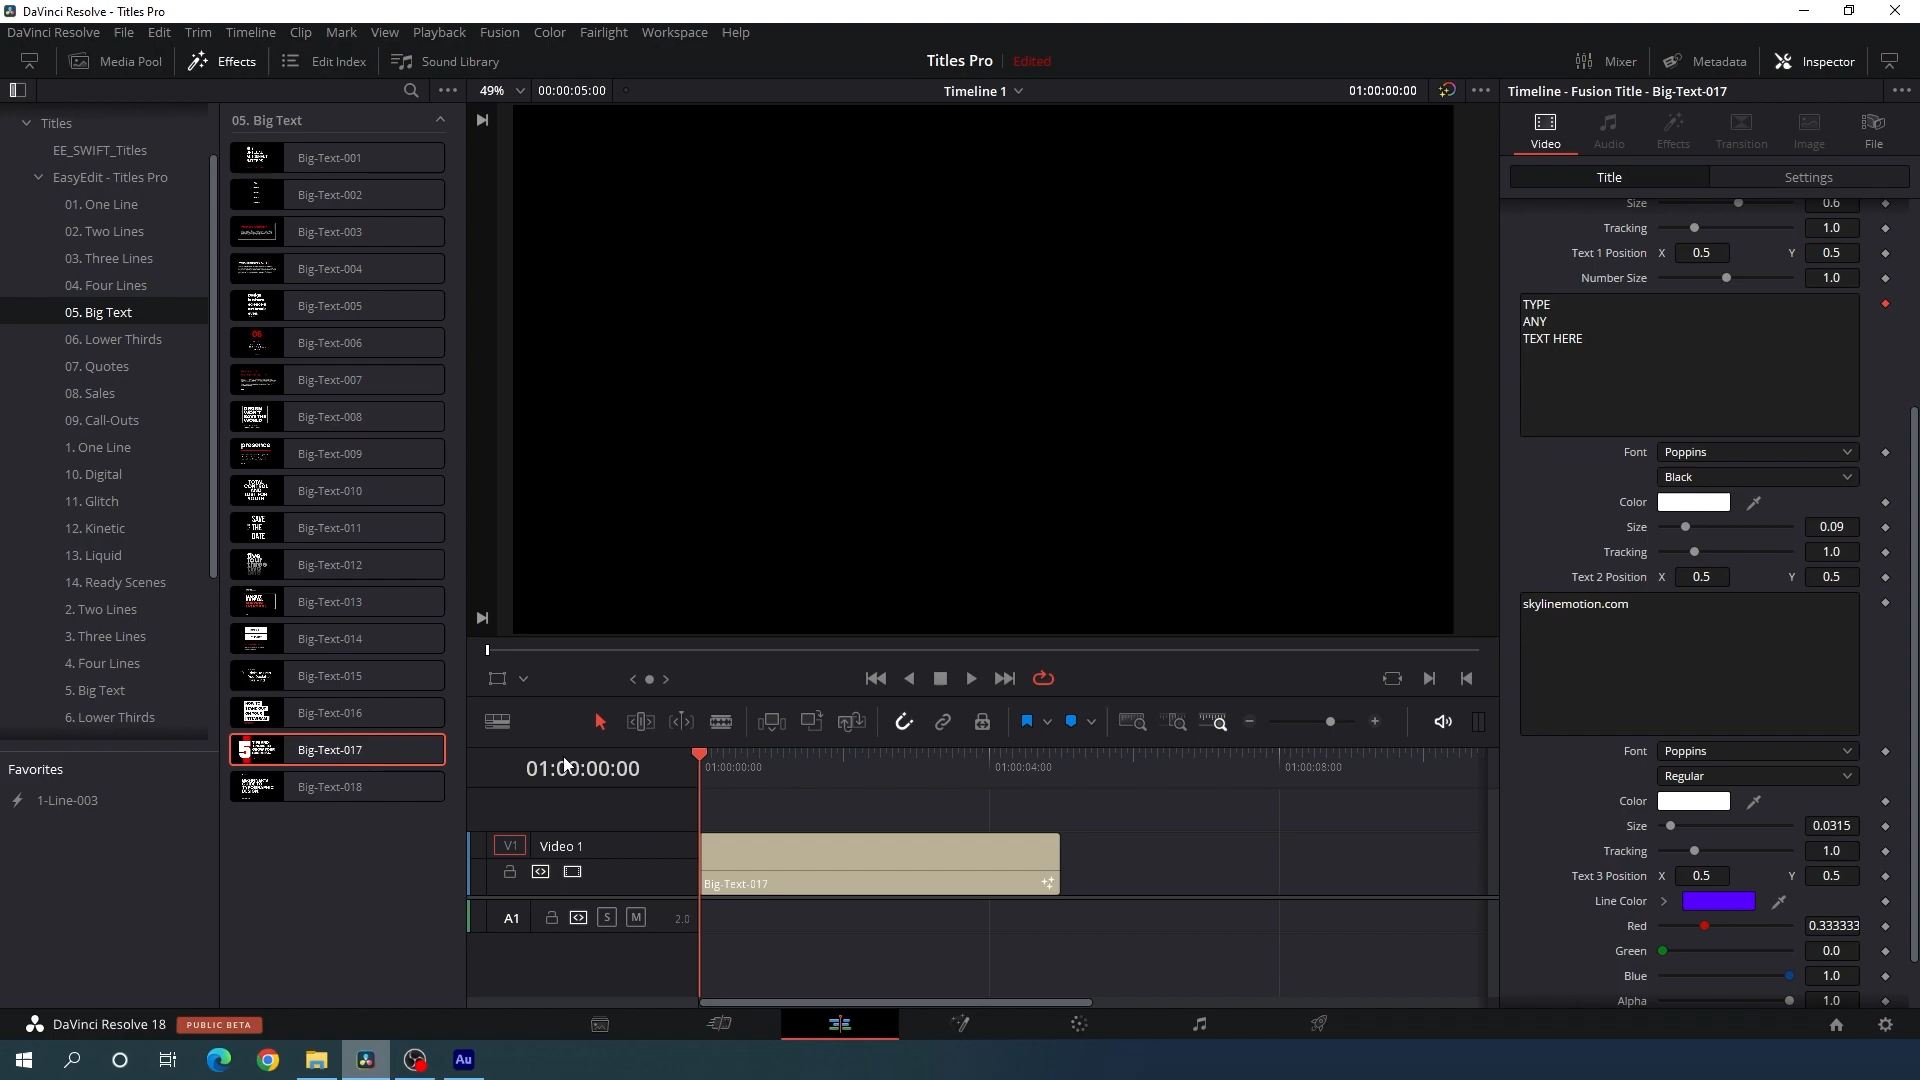 DaVinci Resolve - Titles Pro
DaVinci Resolve File Edit Trim Timeline Clip Mark View Playback Fusion Color Fairlight Workspace Help
Media Pool Effects Edit Index Sound Library Titles Pro Edited Mixer Metadata Inspector
49% 00:00:05:00 Timeline 1 01:00:00:00 Timeline - Fusion Title - Big-Text-017
Titles
EE_SWIFT_Titles
EasyEdit - Titles Pro
01. One Line
02. Two Lines
03. Three Lines
04. Four Lines
05. Big Text
06. Lower Thirds
07. Quotes
08. Sales
09. Call-Outs
1. One Line
10. Digital
11. Glitch
12. Kinetic
13. Liquid
14. Ready Scenes
2. Two Lines
3. Three Lines
4. Four Lines
5. Big Text
6. Lower Thirds
Favorites
1-Line-003
05. Big Text
Big-Text-001
Big-Text-002
Big-Text-003
Big-Text-004
Big-Text-005
Big-Text-006
Big-Text-007
Big-Text-008
Big-Text-009
Big-Text-010
Big-Text-011
Big-Text-012
Big-Text-013
Big-Text-014
Big-Text-015
Big-Text-016
Big-Text-017
Big-Text-018
01:00:00:00
01:00:00:00 01:00:04:00 01:00:08:00
V1 Video 1
Big-Text-017
A1 S M 2.0
Video Audio Effects Transition Image File
Title Settings
Size 0.6
Tracking 1.0
Text 1 Position X 0.5 Y 0.5
Number Size 1.0
TYPE
ANY
TEXT HERE
Font Poppins
Black
Color
Size 0.09
Tracking 1.0
Text 2 Position X 0.5 Y 0.5
skylinemotion.com
Font Poppins
Regular
Color
Size 0.0315
Tracking 1.0
Text 3 Position X 0.5 Y 0.5
Line Color
Red 0.333333
Green 0.0
Blue 1.0
Alpha 1.0
DaVinci Resolve 18 PUBLIC BETA
Au